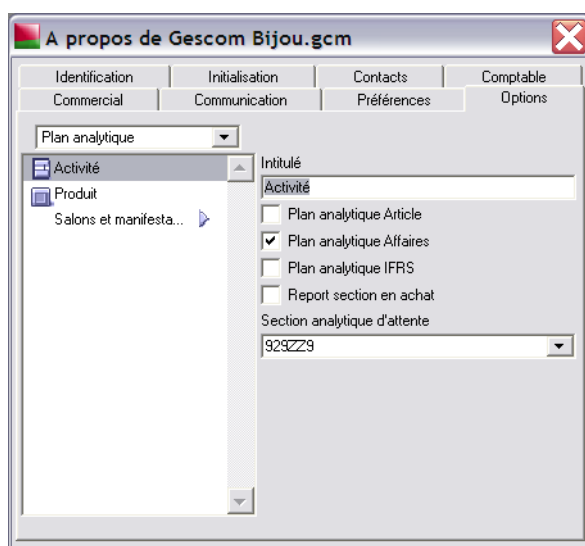 A propos de Gescom Bijou.gcm
Identification Initialisation Contacts Comptable
Commercial Communication Préférences Options
Plan analytique
Activité
Produit
Salons et manifesta...
Intitulé
Activité
Plan analytique Article
Plan analytique Affaires
Plan analytique IFRS
Report section en achat
Section analytique d'attente
929ZZ9